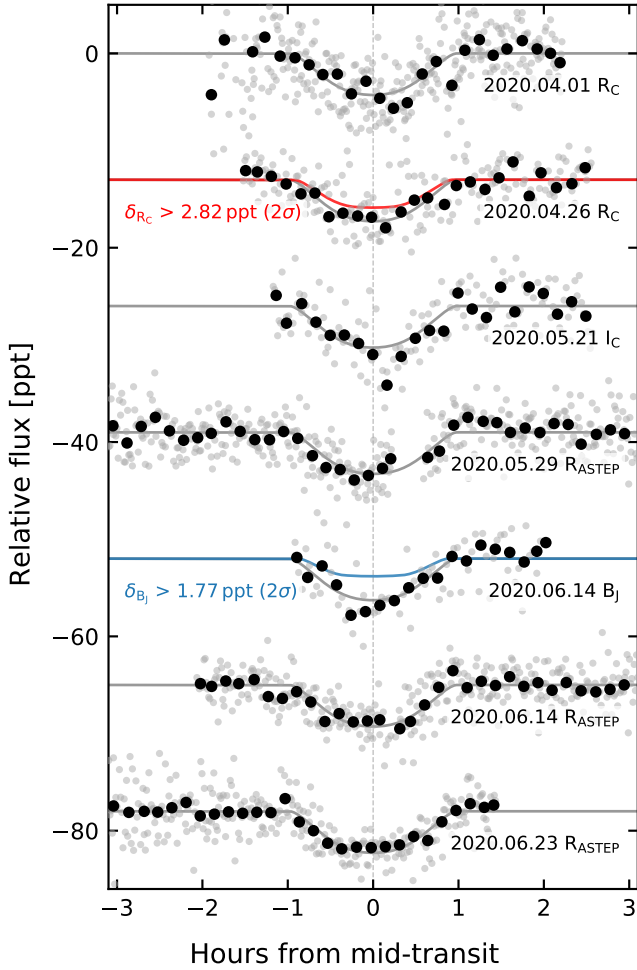 0
2020.04.01 R_C
δ_{R_C} > 2.82 ppt (2σ)
2020.04.26 R_C
−20
2020.05.21 I_C
Relative flux [ppt]
−40
2020.05.29 R_ASTEP
δ_{B_J} > 1.77 ppt (2σ)
2020.06.14 B_J
−60
2020.06.14 R_ASTEP
−80
2020.06.23 R_ASTEP
−3 −2 −1 0 1 2 3
Hours from mid-transit